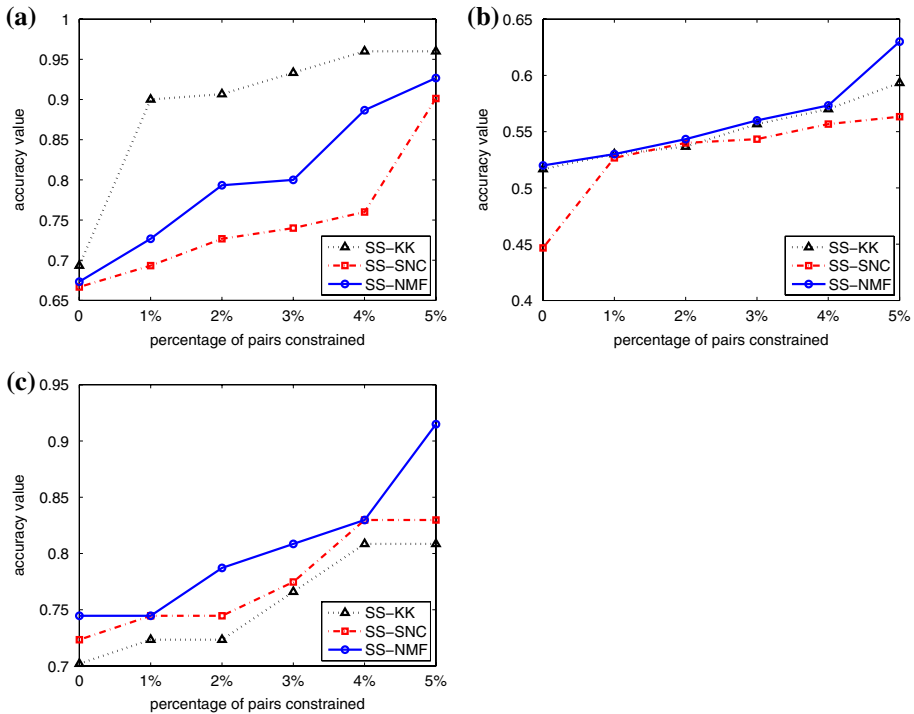 (a)
accuracy value
1
0.95
0.9
0.85
0.8
0.75
0.7
0.65
0 1% 2% 3% 4% 5%
percentage of pairs constrained
SS-KK
SS-SNC
SS-NMF
(b)
accuracy value
0.65
0.6
0.55
0.5
0.45
0.4
0 1% 2% 3% 4% 5%
percentage of pairs constrained
SS-KK
SS-SNC
SS-NMF
(c)
accuracy value
0.95
0.9
0.85
0.8
0.75
0.7
0 1% 2% 3% 4% 5%
percentage of pairs constrained
SS-KK
SS-SNC
SS-NMF